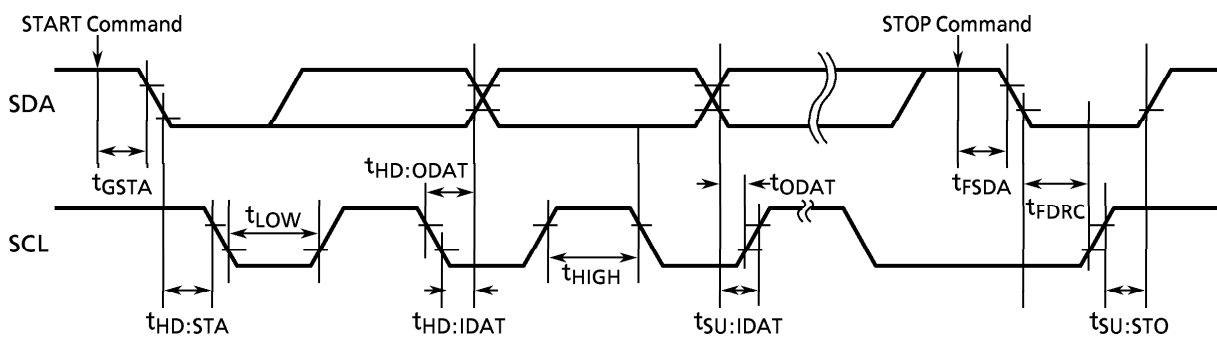 START Command STOP Command
SDA
tGSTA tHD:ODAT tODAT tFSDA
tLOW tFDRC
SCL
tHIGH
tHD:STA tHD:IDAT tSU:IDAT tSU:STO